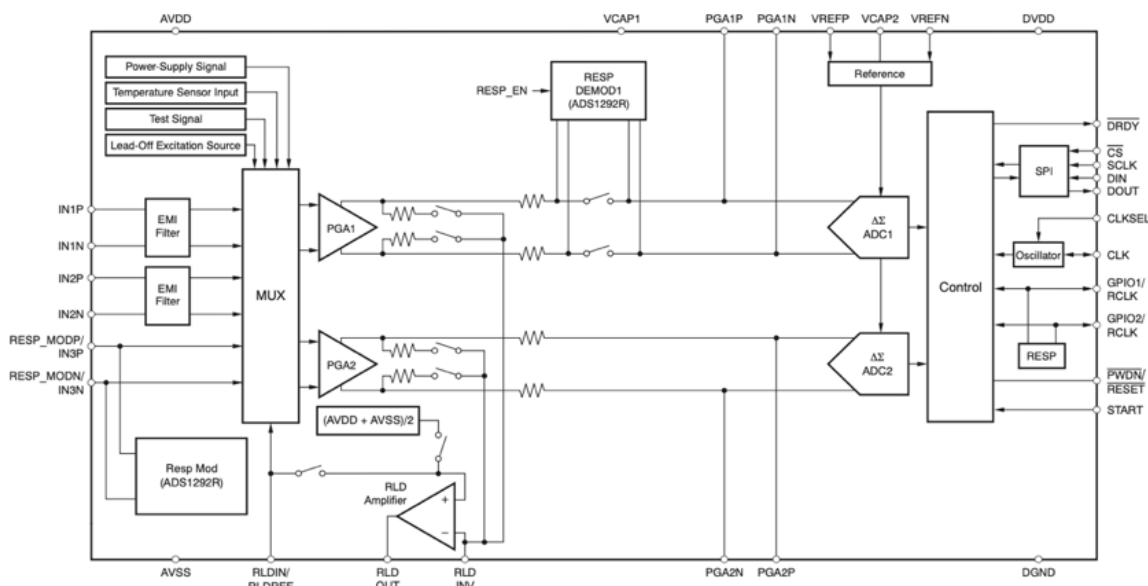 AVDD
VCAP1
PGA1P
PGA1N
VREFP
VCAP2
VREFN
DVDD
Power-Supply Signal
Temperature Sensor Input
Test Signal
Lead-Off Excitation Source
RESP_EN
RESP
DEMOD1
(ADS1292R)
Reference
DRDY
CS
SCLK
DIN
DOUT
SPI
IN1P
IN1N
IN2P
IN2N
EMI
Filter
EMI
Filter
MUX
PGA1
ΔΣ
ADC1
Control
CLKSEL
Oscillator
CLK
GPIO1/
RCLK
GPIO2/
RCLK
RESP
RESP_MODP/
IN3P
RESP_MODN/
IN3N
PGA2
ΔΣ
ADC2
PWDN/
RESET
START
(AVDD + AVSS)/2
Resp Mod
(ADS1292R)
RLD
Amplifier
+
−
AVSS
RLDIN/
RLDREF
RLD
OUT
RLD
INV
PGA2N
PGA2P
DGND